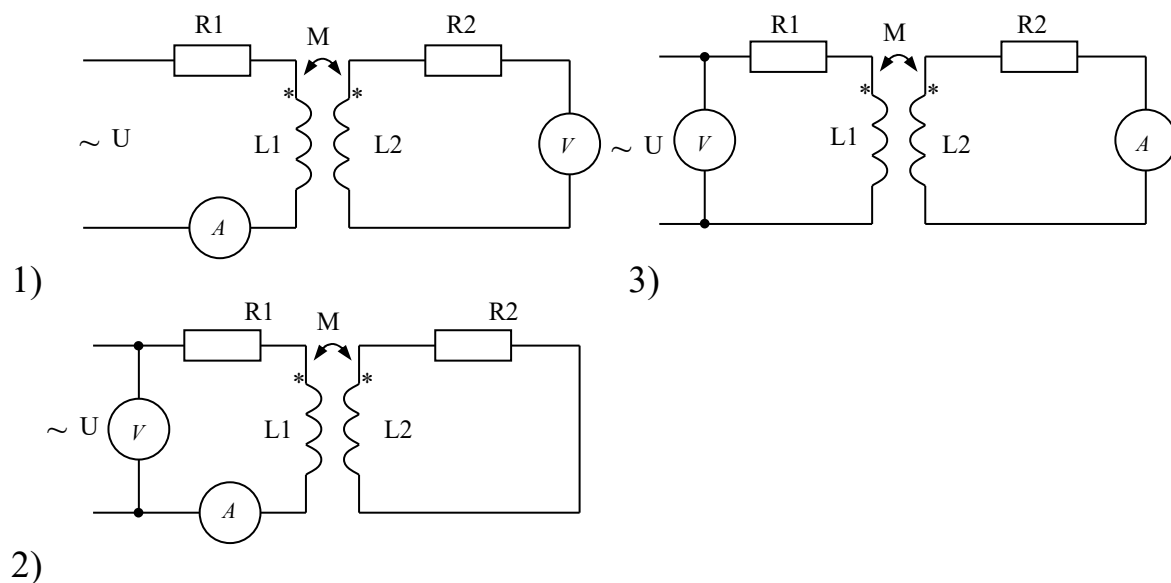 R1 M R2
* *
~ U L1 L2 V
A
1)
R1 M R2
* *
~ U V L1 L2 A
3)
R1 M R2
* *
~ U V L1 L2
A
2)